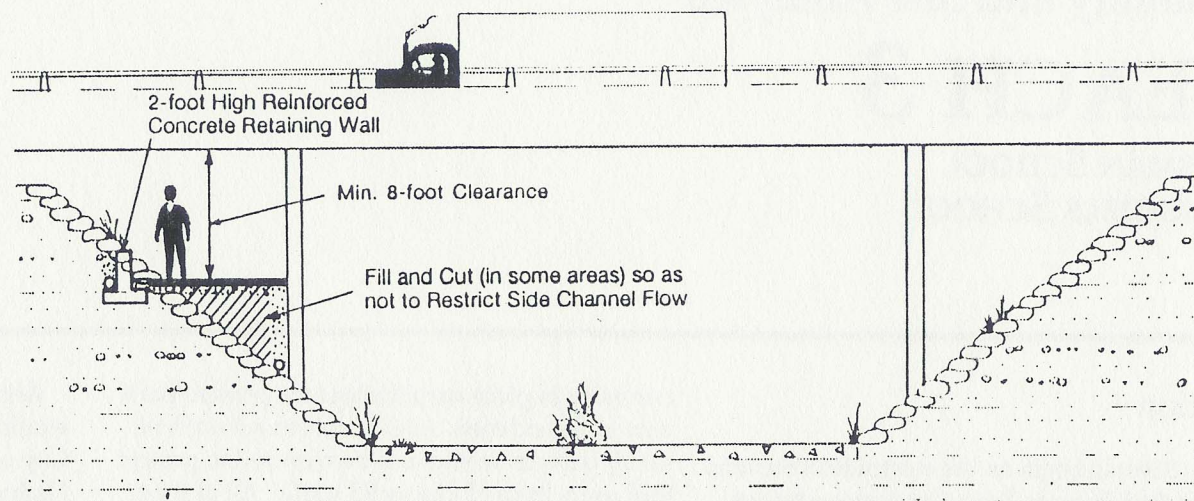 2-foot High Reinforced
Concrete Retaining Wall
Min. 8-foot Clearance
Fill and Cut (in some areas) so as
not to Restrict Side Channel Flow